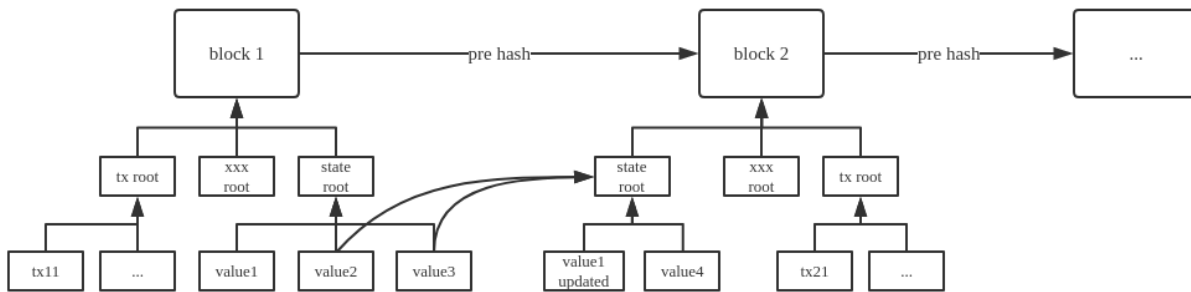 block 1
pre hash
block 2
pre hash
...
tx root
xxx
root
state
root
state
root
xxx
root
tx root
tx11
...
value1
value2
value3
value1
updated
value4
tx21
...